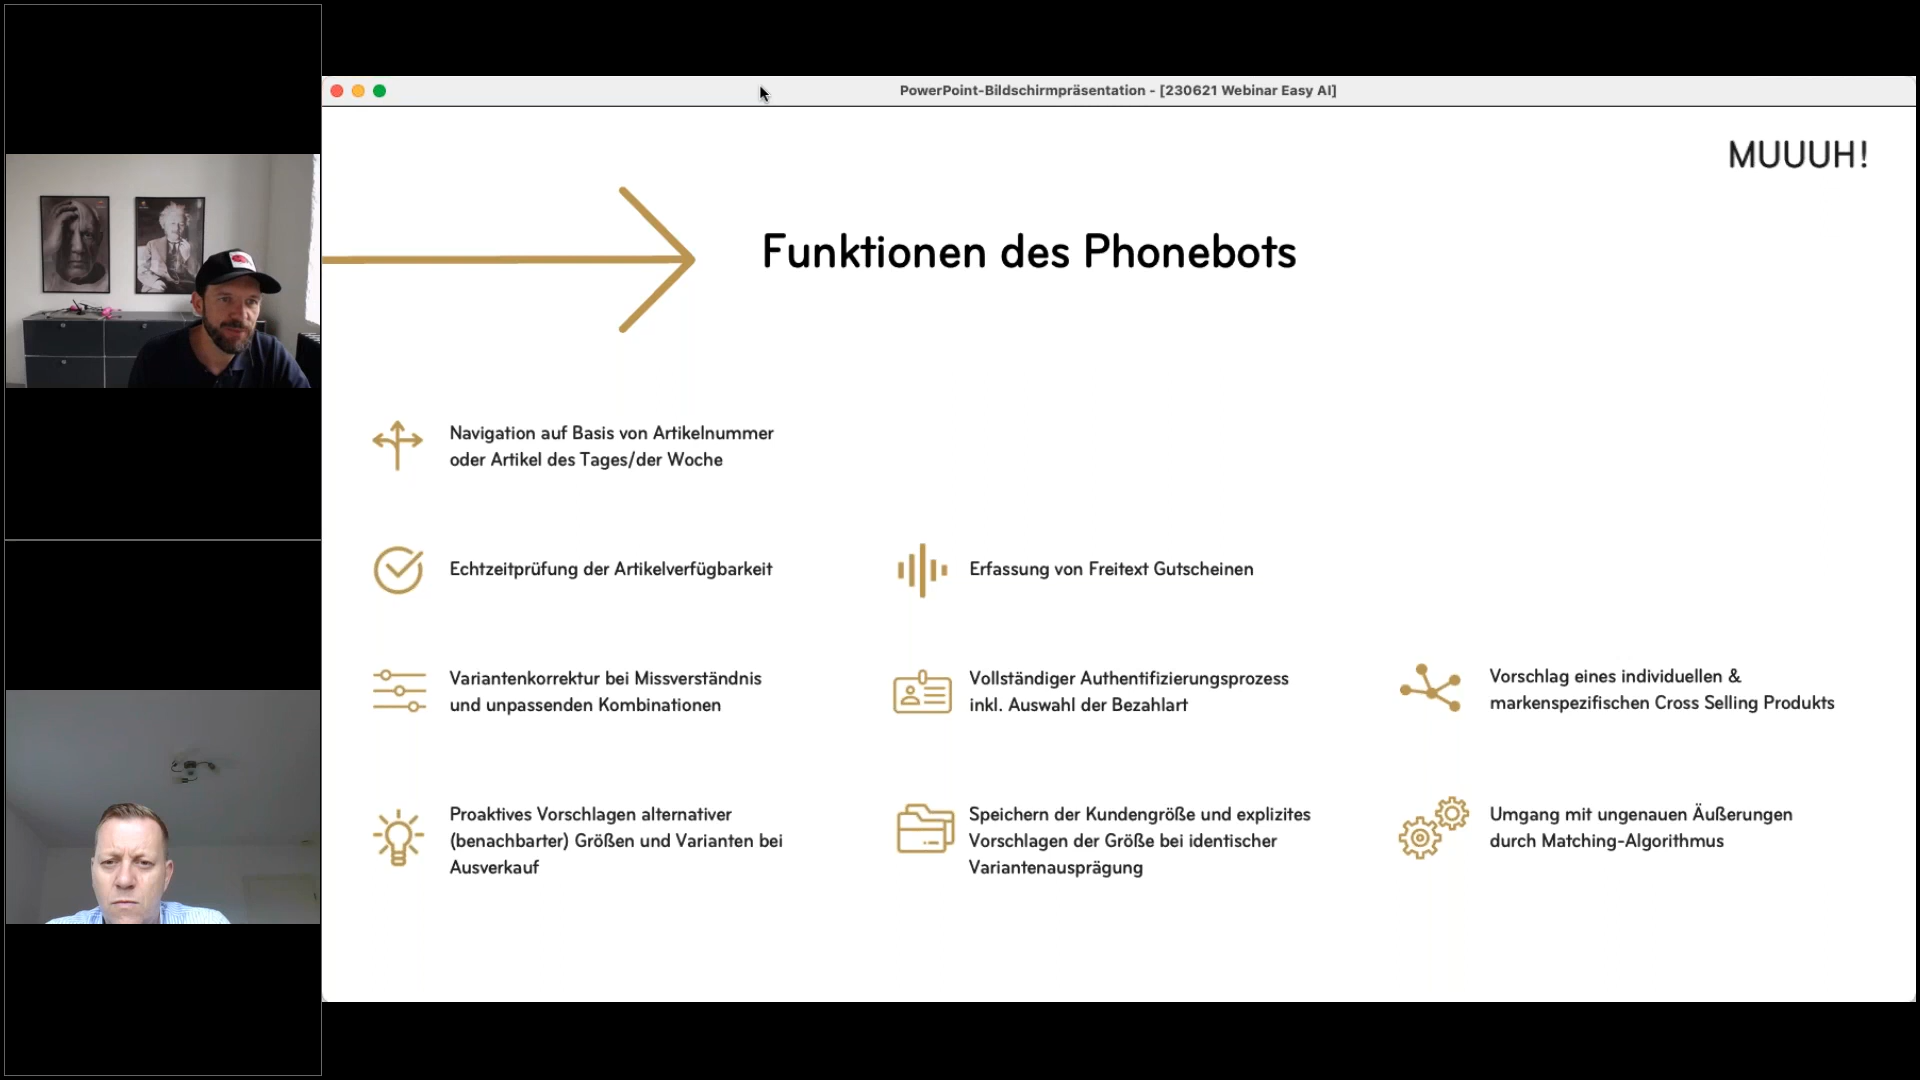 PowerPoint-Bildschirmpräsentation - [230621 Webinar Easy AI]
MUUUH!
Funktionen des Phonebots
Navigation auf Basis von Artikelnummer
oder Artikel des Tages/der Woche
Echtzeitprüfung der Artikelverfügbarkeit
Erfassung von Freitext Gutscheinen
Variantenkorrektur bei Missverständnis
und unpassenden Kombinationen
Vollständiger Authentifizierungsprozess
inkl. Auswahl der Bezahlart
Vorschlag eines individuellen &
markenspezifischen Cross Selling Produkts
Proaktives Vorschlagen alternativer
(benachbarter) Größen und Varianten bei
Ausverkauf
Speichern der Kundengröße und explizites
Vorschlagen der Größe bei identischer
Variantenausprägung
Umgang mit ungenauen Äußerungen
durch Matching-Algorithmus